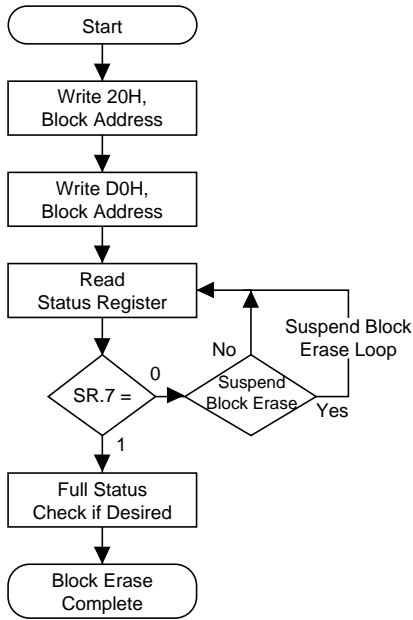 Start
Write 20H,
Block Address
Write D0H,
Block Address
Read
Status Register
Suspend Block
Erase Loop
No
0
SR.7 =
Suspend
Block Erase
Yes
1
Full Status
Check if Desired
Block Erase
Complete